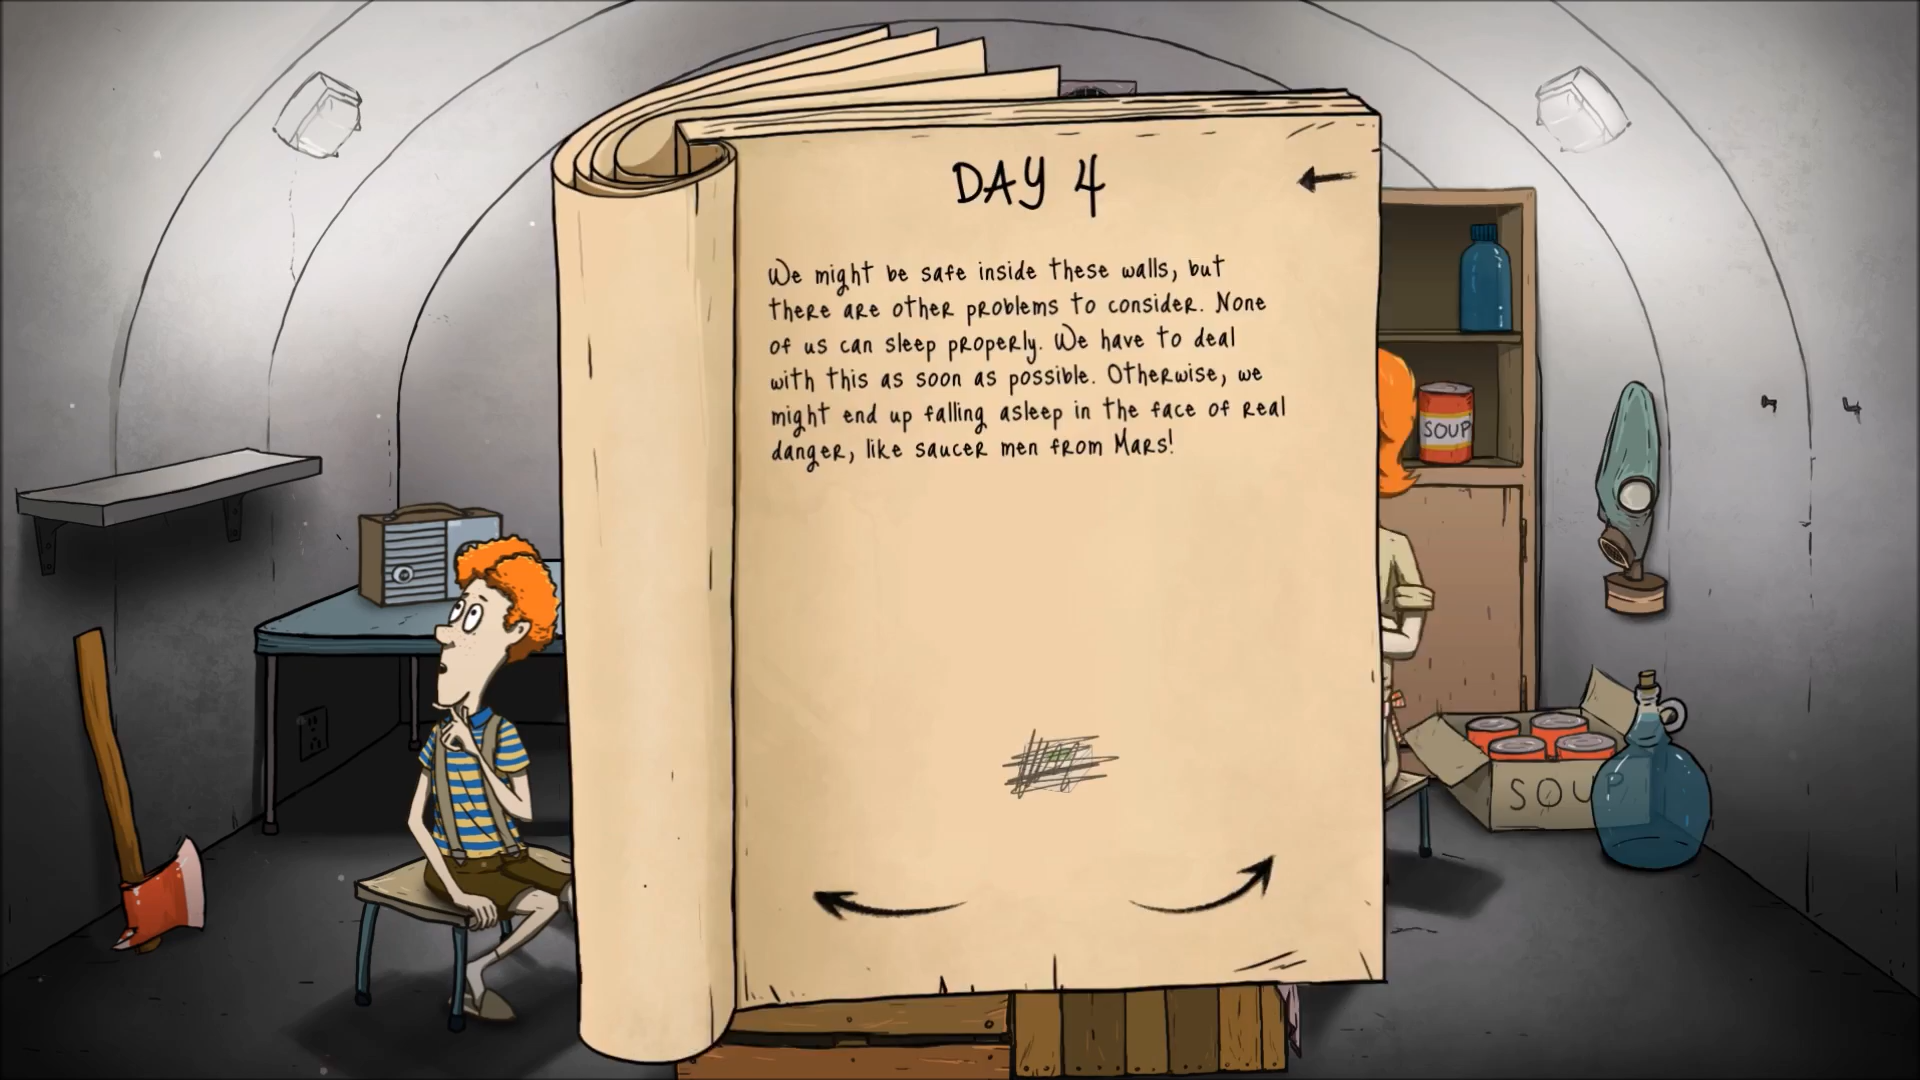 DAY 4
We might be safe inside these walls, but
there are other problems to consider. None
of us can sleep properly. We have to deal
with this as soon as possible. Otherwise, we
might end up falling asleep in the face of real
danger, like saucer men from Mars!
SOUP
SOUP